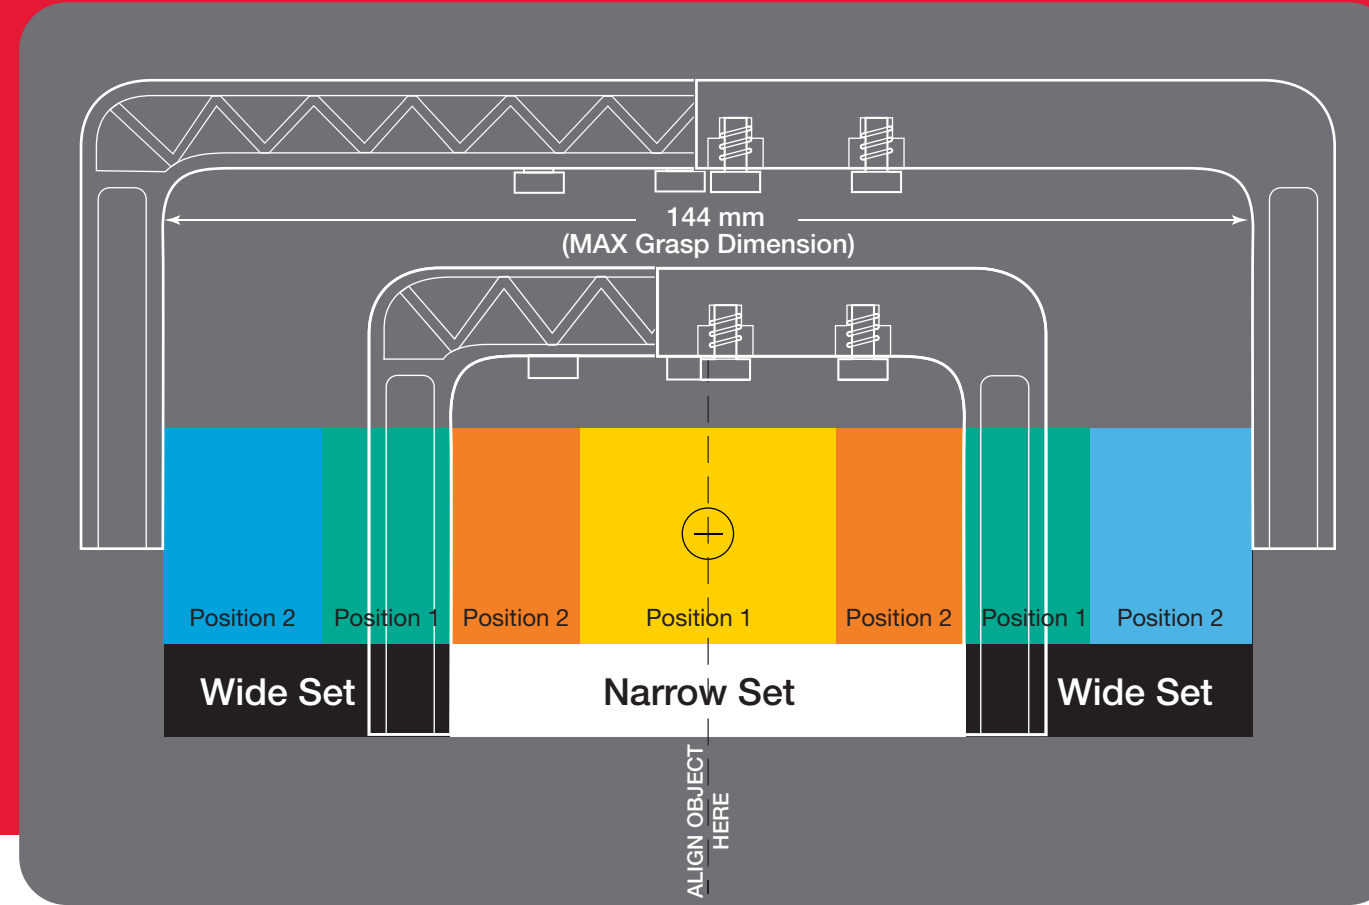 144 mm
(MAX Grasp Dimension)
Position 2
Position 1
Position 2
Position 1
Position 2
Position 1
Position 2
Wide Set
Narrow Set
Wide Set
ALIGN OBJECT
HERE